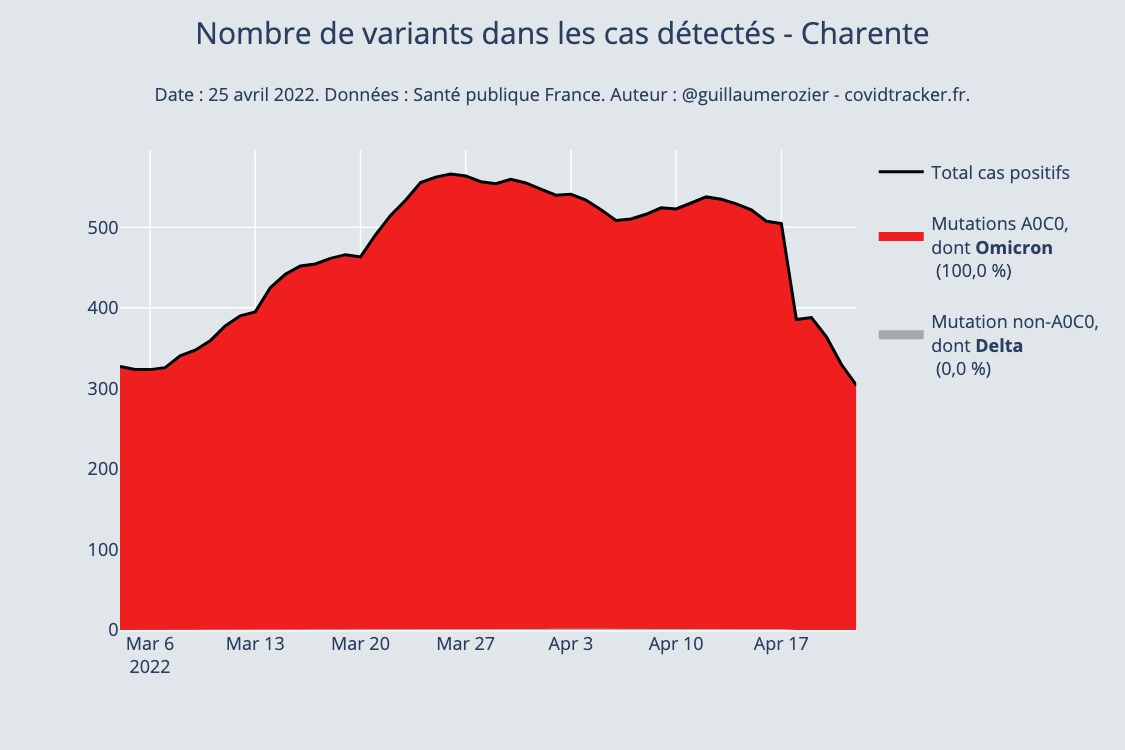 Nombre de variants dans les cas détectés - Charente
Date : 25 avril 2022. Données : Santé publique France. Auteur : @guillaumerozier - covidtracker.fr.
Total cas positifs
Mutations A0C0,
dont Omicron
(100,0 %)
Mutation non-A0C0,
dont Delta
(0,0 %)
500
400
300
200
100
0
Mar 6
2022
Mar 13
Mar 20
Mar 27
Apr 3
Apr 10
Apr 17